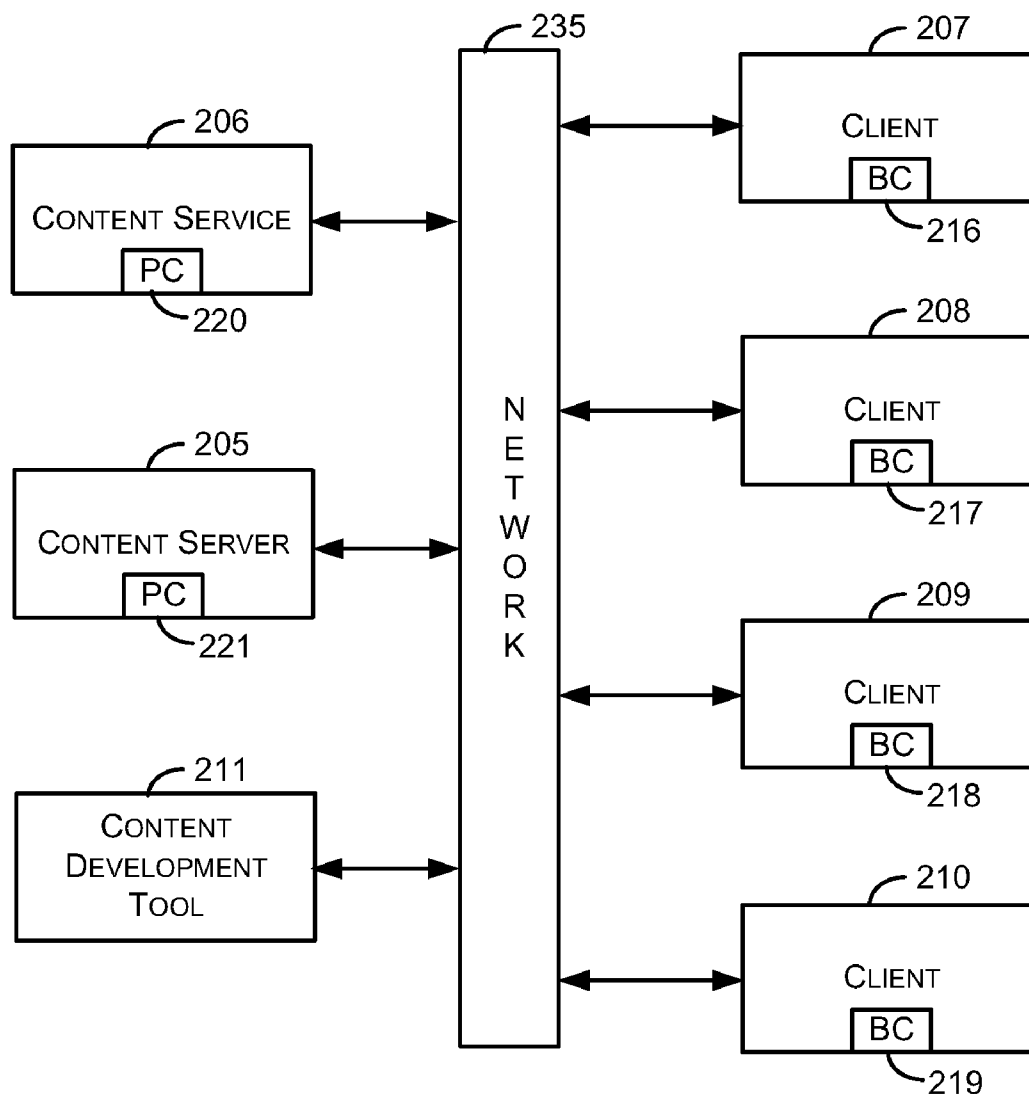 235
207
CLIENT
BC
216
206
CONTENT SERVICE
PC
220
208
CLIENT
BC
217
NETWORK
205
CONTENT SERVER
PC
221
209
CLIENT
BC
218
211
CONTENT
DEVELOPMENT
TOOL
210
CLIENT
BC
219